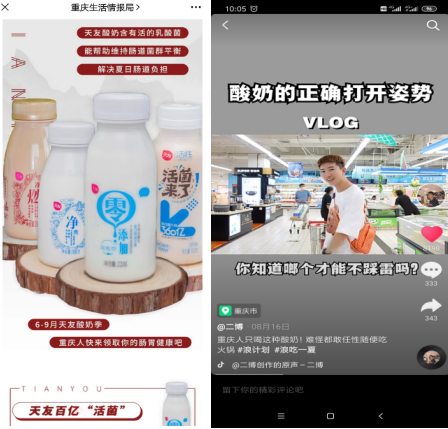 重庆生活情报局
天友酸奶含有活的乳酸菌
能帮助维持肠道菌群平衡
解决夏日肠道负担
净
零
添加
活菌
来了
6-9月天友酸奶季
重庆人快来领取你的肠胃健康吧
TIANYOU
天友百亿“活菌”
10:05
酸奶的正确打开姿势
VLOG
你知道哪个才能不踩雷吗?
333
343
重庆市
@二博·08月16日
重庆人只喝这种酸奶!难怪都敢任性随便吃
火锅 #浪计划 #浪吃一夏
@二博创作的原声-二博
留下你的精彩评论吧